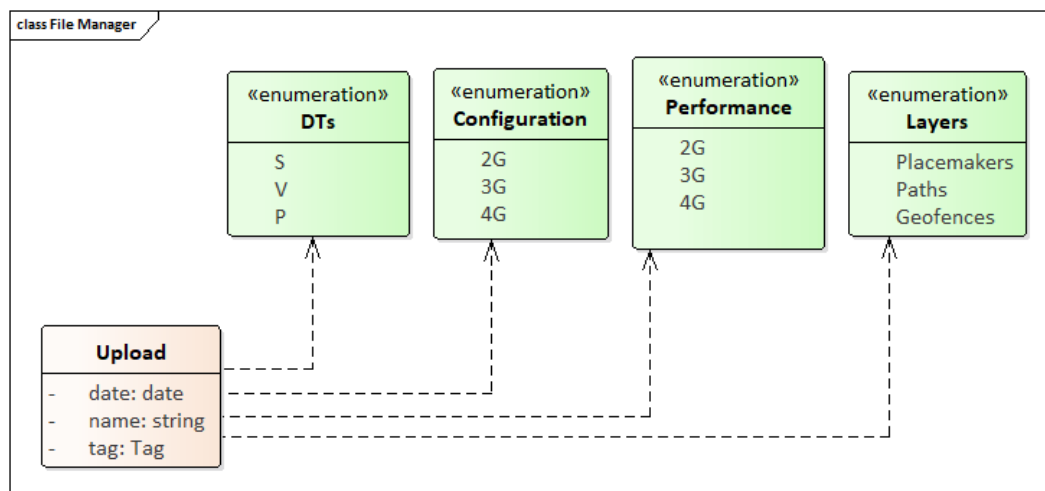 class File Manager
«enumeration»
DTs
S
V
P
«enumeration»
Configuration
2G
3G
4G
«enumeration»
Performance
2G
3G
4G
«enumeration»
Layers
Placemakers
Paths
Geofences
Upload
- date: date
- name: string
- tag: Tag